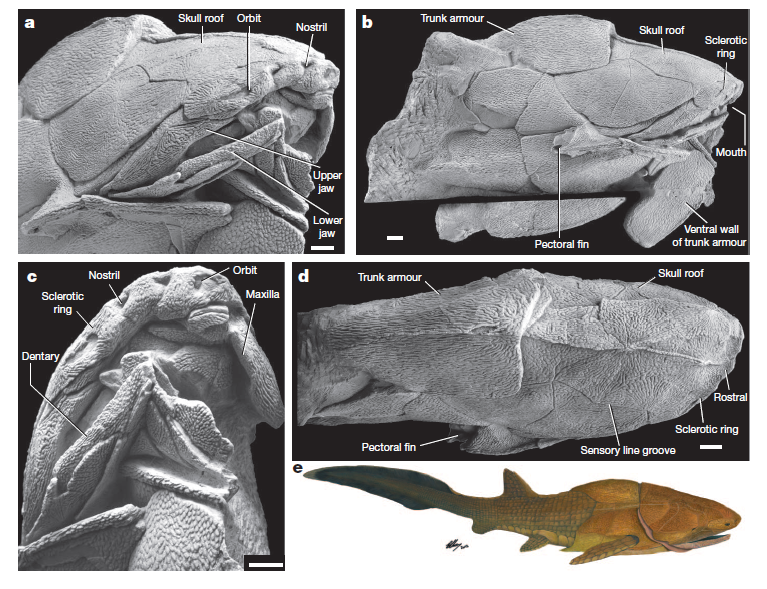 a
Skull roof
Orbit
Nostril
Upper
jaw
Lower
jaw
b
Trunk armour
Skull roof
Sclerotic
ring
Mouth
Pectoral fin
Ventral wall
of trunk armour
c
Nostril
Orbit
Sclerotic
ring
Maxilla
Dentary
d
Trunk armour
Skull roof
Rostral
Sclerotic ring
Pectoral fin
Sensory line groove
e